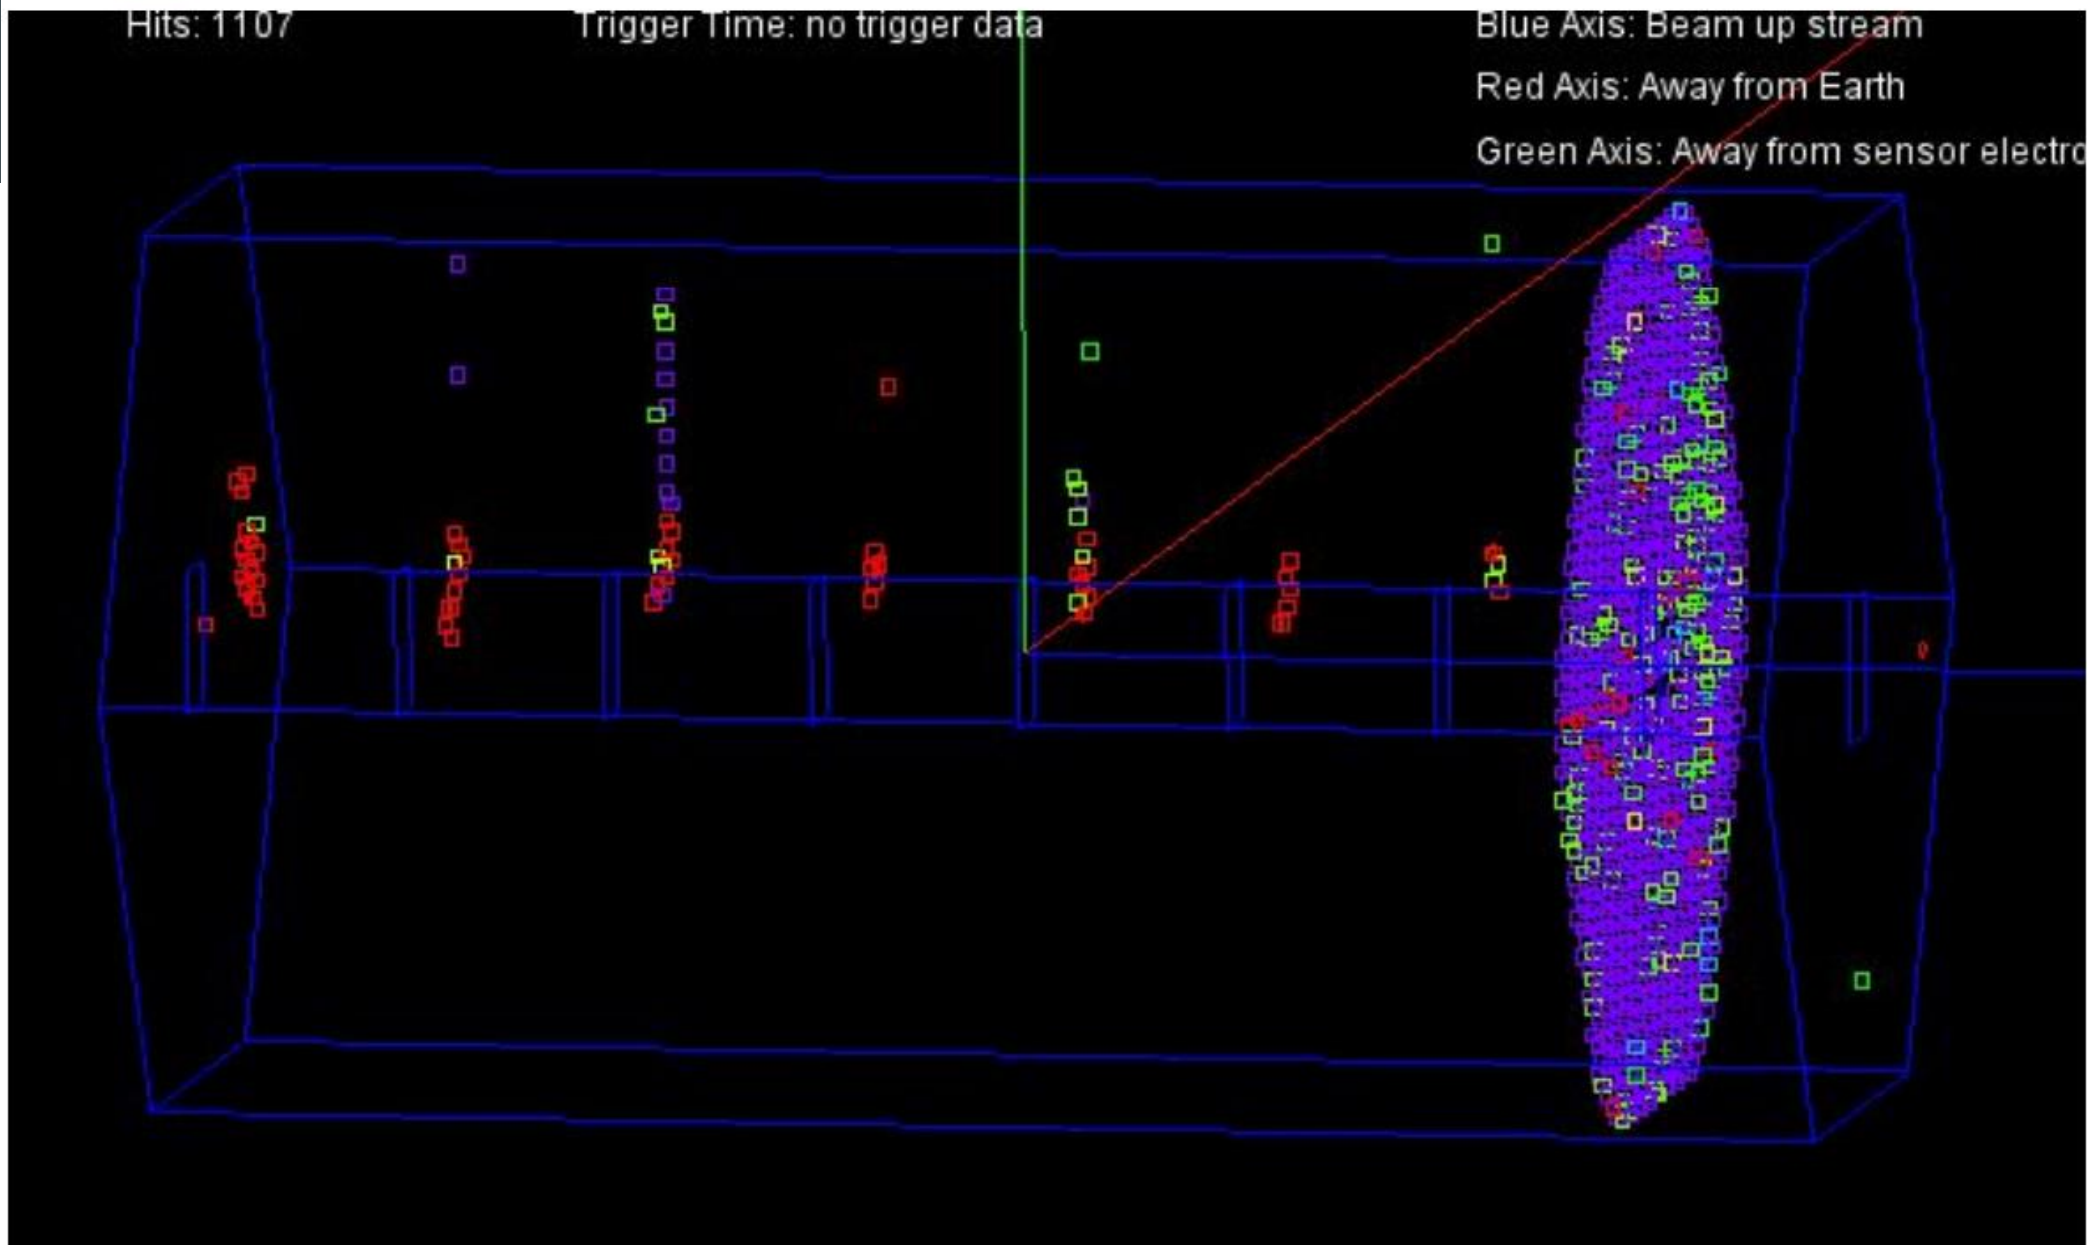 Hits: 1107
Trigger Time: no trigger data
Blue Axis: Beam up stream
Red Axis: Away from Earth
Green Axis: Away from sensor electro